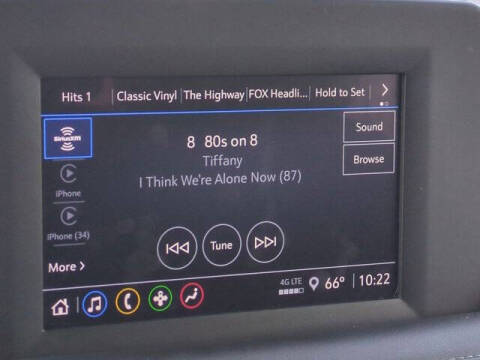 Hits 1 Classic Vinyl The Highway FOX Headli... Hold to Set >
SiriusXM
8 80s on 8
Tiffany
I Think We're Alone Now (87)
Sound
Browse
iPhone
iPhone (34)
Tune
More >
4G LTE 66° 10:22